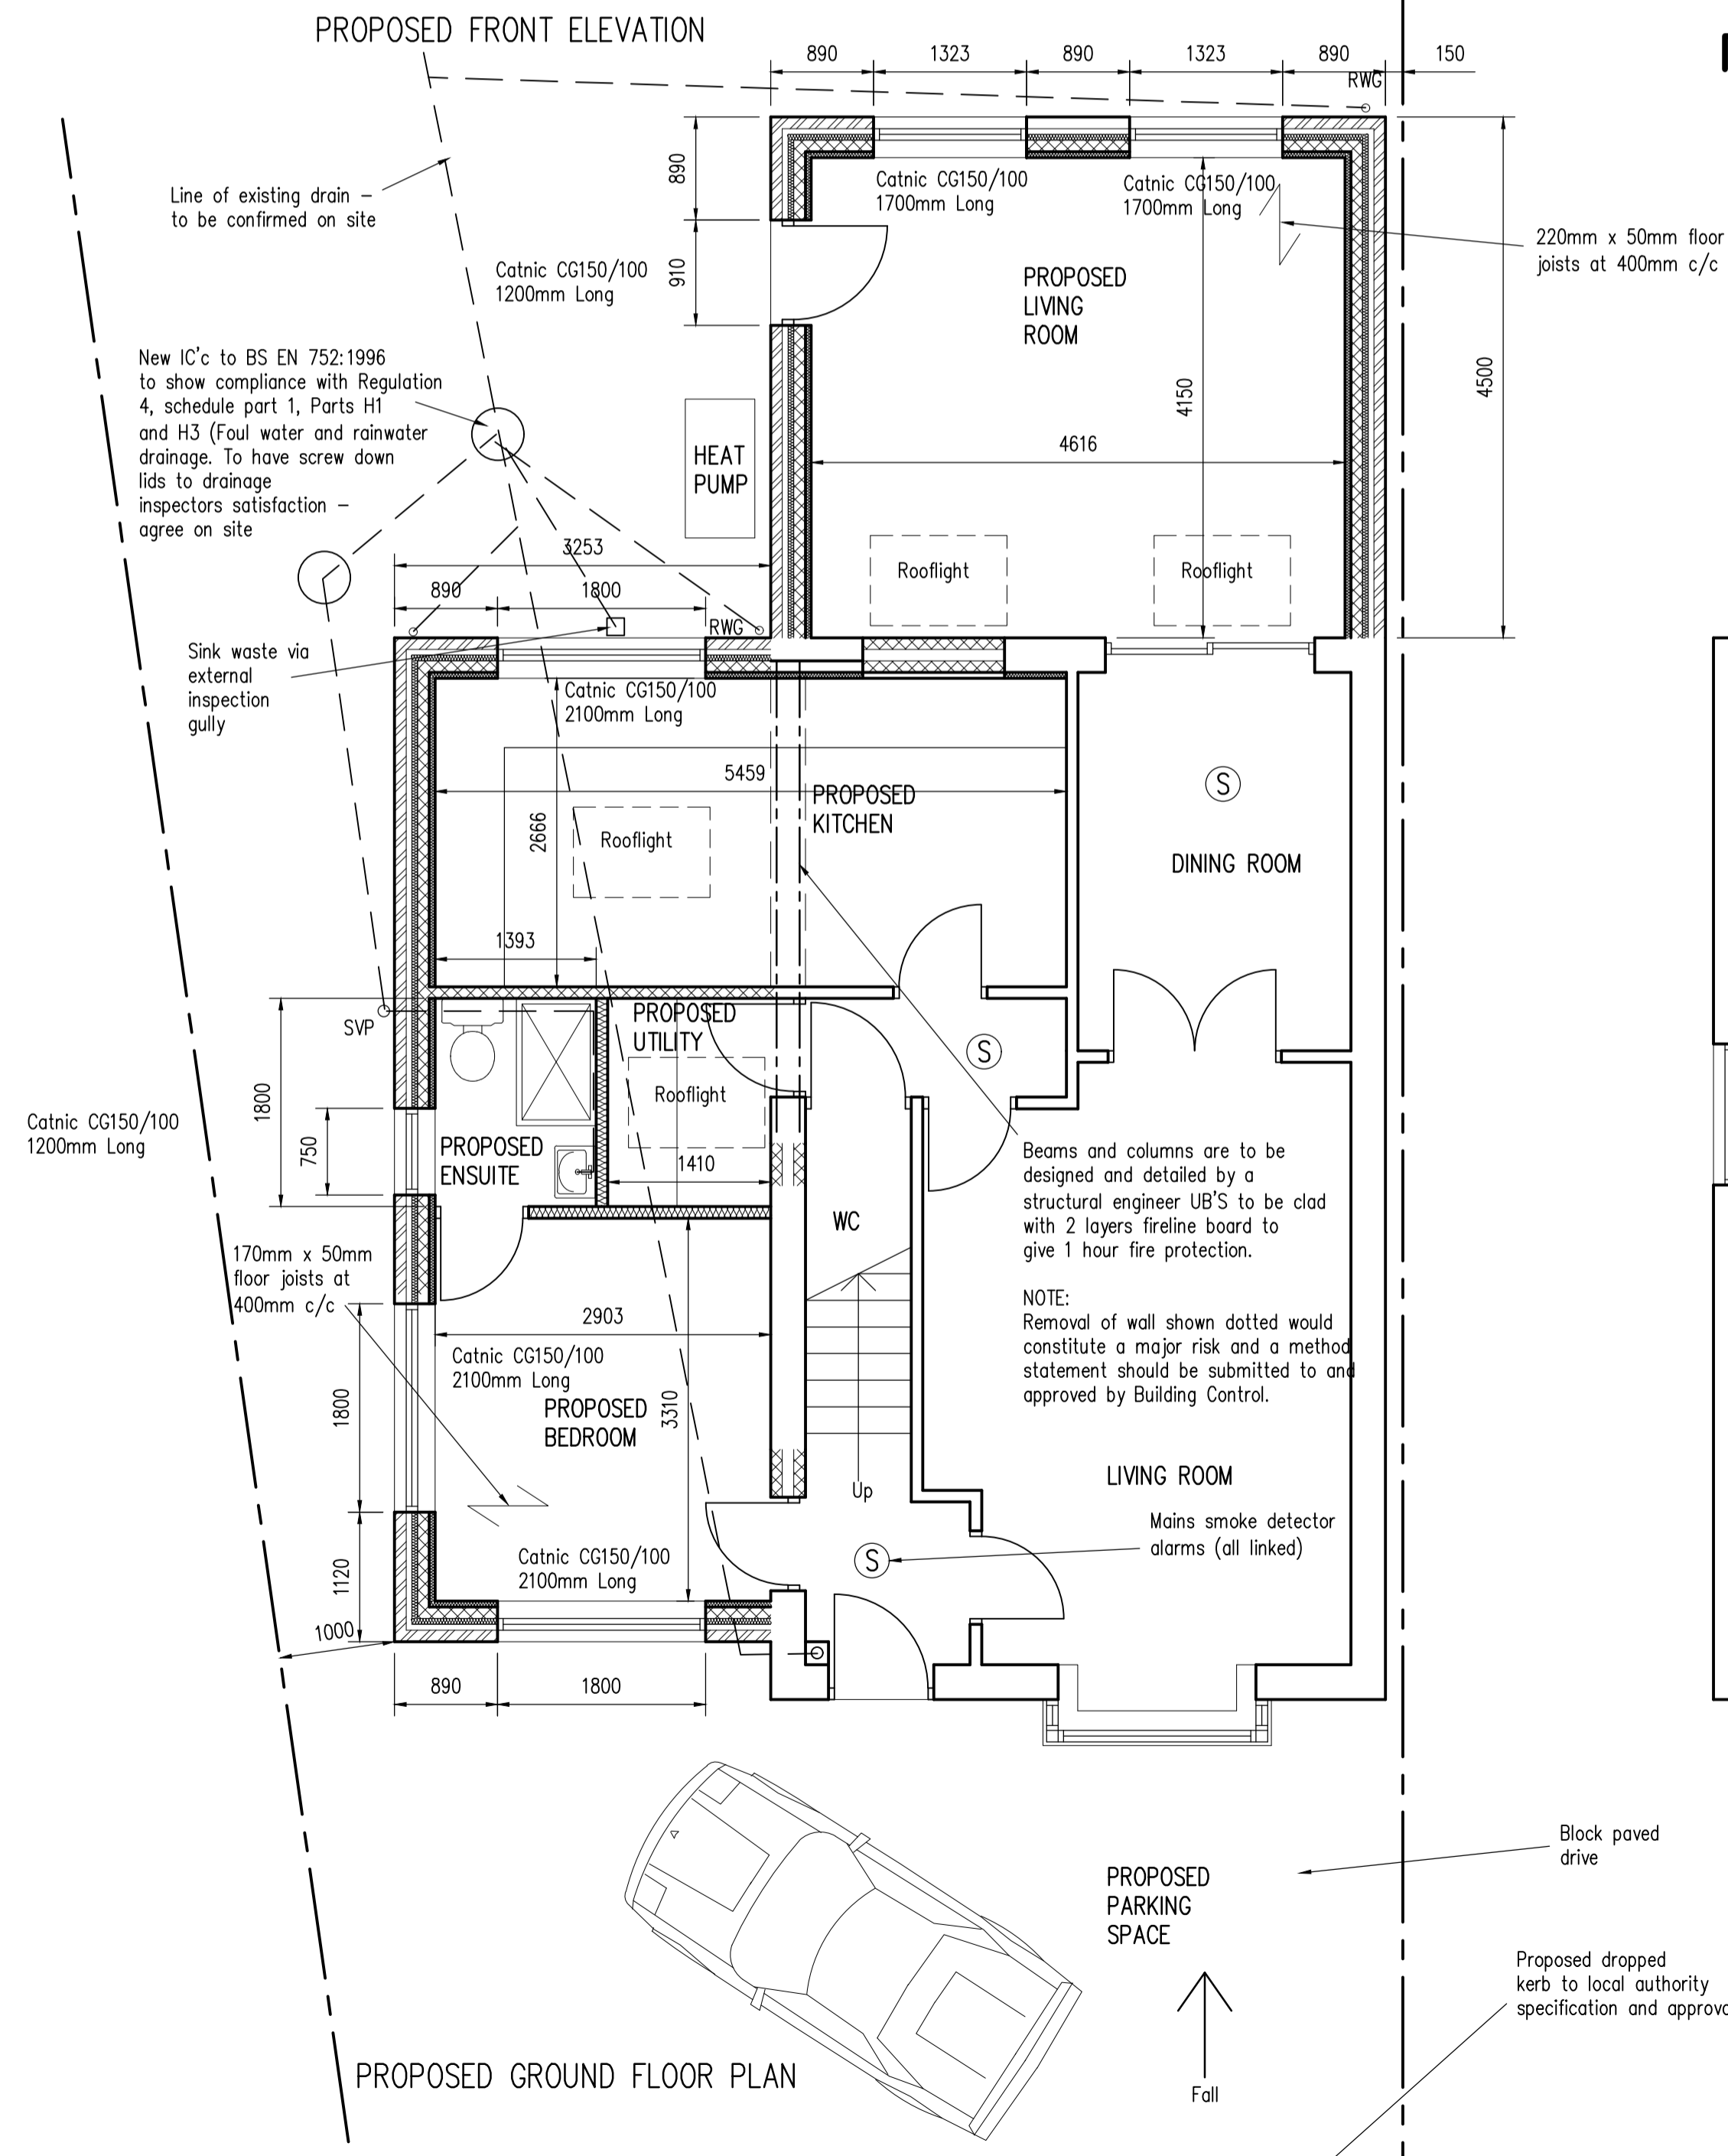 PROPOSED FRONT ELEVATION
890
1323
890
1323
890
150
RWG
Line of existing drain –
to be confirmed on site
890
Catnic CG150/100
1700mm Long
Catnic CG150/100
1700mm Long
220mm x 50mm floor
joists at 400mm c/c
Catnic CG150/100
1200mm Long
910
PROPOSED
LIVING
ROOM
New IC'c to BS EN 752:1996
to show compliance with Regulation
4, schedule part 1, Parts H1
and H3 (Foul water and rainwater
drainage. To have screw down
lids to drainage
inspectors satisfaction –
agree on site
4150
4500
HEAT
PUMP
4616
3253
Rooflight
Rooflight
890
1800
RWG
Sink waste via
external
inspection
gully
Catnic CG150/100
2100mm Long
5459
PROPOSED
KITCHEN
S
2666
Rooflight
DINING ROOM
1393
SVP
PROPOSED
UTILITY
S
1800
Rooflight
Catnic CG150/100
1200mm Long
750
PROPOSED
ENSUITE
1410
Beams and columns are to be
designed and detailed by a
structural engineer UB'S to be clad
with 2 layers fireline board to
give 1 hour fire protection.
WC
170mm x 50mm
floor joists at
400mm c/c
NOTE:
Removal of wall shown dotted would
constitute a major risk and a method
statement should be submitted to and
approved by Building Control.
2903
Catnic CG150/100
2100mm Long
1800
3310
PROPOSED
BEDROOM
LIVING ROOM
Up
Mains smoke detector
alarms (all linked)
S
Catnic CG150/100
2100mm Long
1120
1000
890
1800
Block paved
drive
PROPOSED
PARKING
SPACE
Proposed dropped
kerb to local authority
specification and
PROPOSED GROUND FLOOR PLAN
Fall